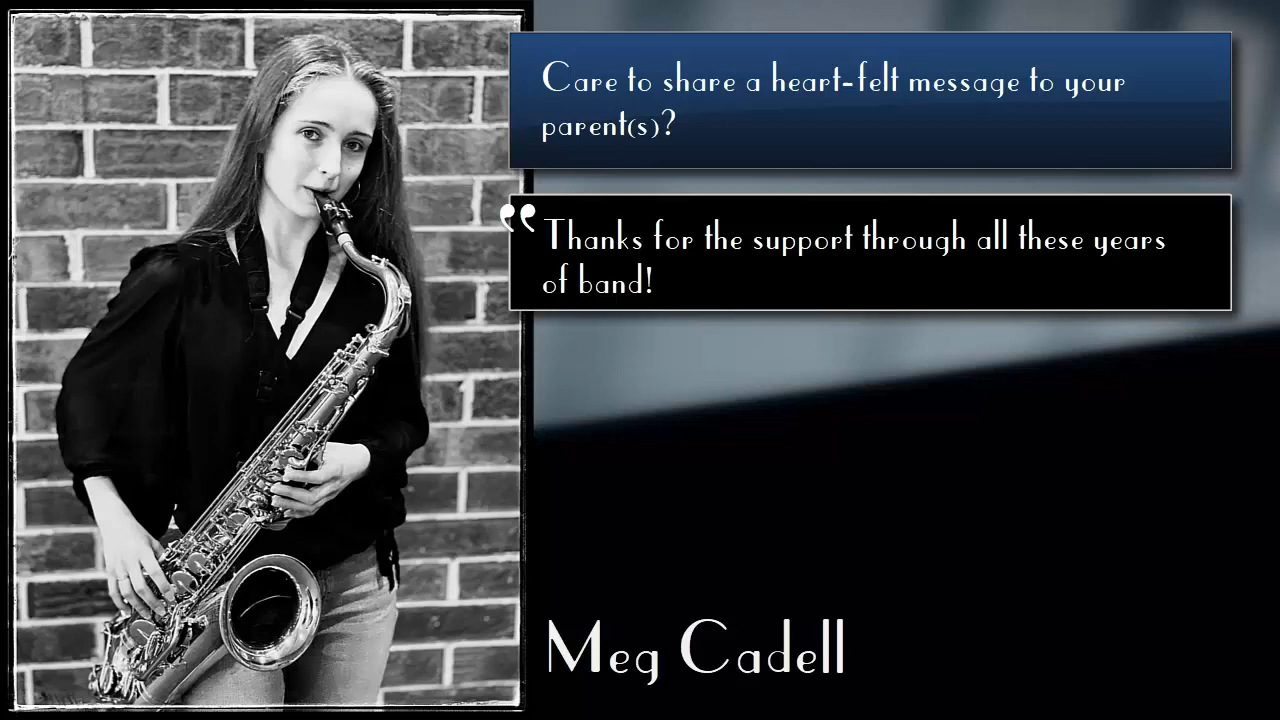 Care to share a heart-felt message to your
parent(s)?
“Thanks for the support through all these years
of band!
Meg Cadell